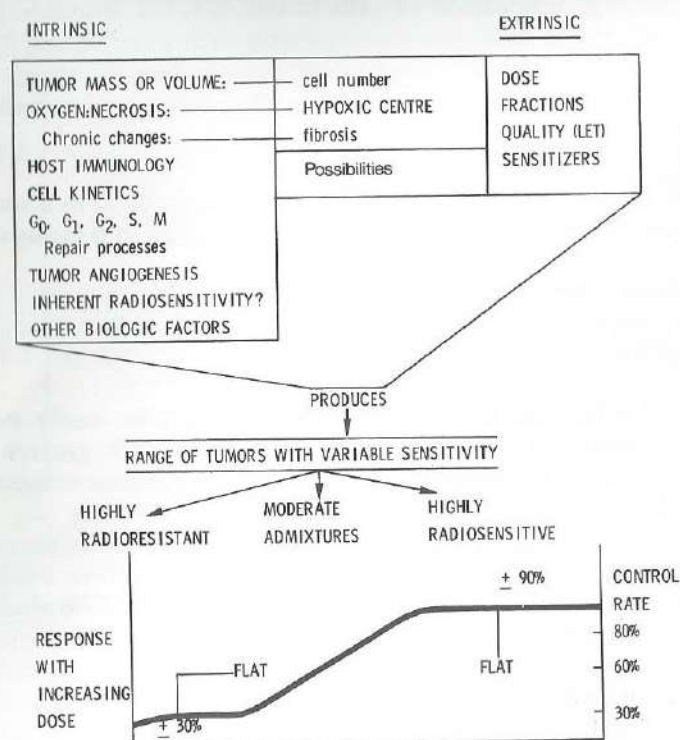 INTRINSIC
EXTRINSIC
TUMOR MASS OR VOLUME:
OXYGEN:NECROSIS:
Chronic changes:
HOST IMMUNOLOGY
CELL KINETICS
G0, G1, G2, S, M
Repair processes
TUMOR ANGIOGENESIS
INHERENT RADIOSENSITIVITY?
OTHER BIOLOGIC FACTORS
cell number
HYPOXIC CENTRE
fibrosis
Possibilities
DOSE
FRACTIONS
QUALITY (LET)
SENSITIZERS
PRODUCES
RANGE OF TUMORS WITH VARIABLE SENSITIVITY
HIGHLY
RADIORESISTANT
MODERATE
ADMIXTURES
HIGHLY
RADIOSENSITIVE
RESPONSE
WITH
INCREASING
DOSE
FLAT
± 30%
± 90%
FLAT
CONTROL
RATE
80%
60%
30%